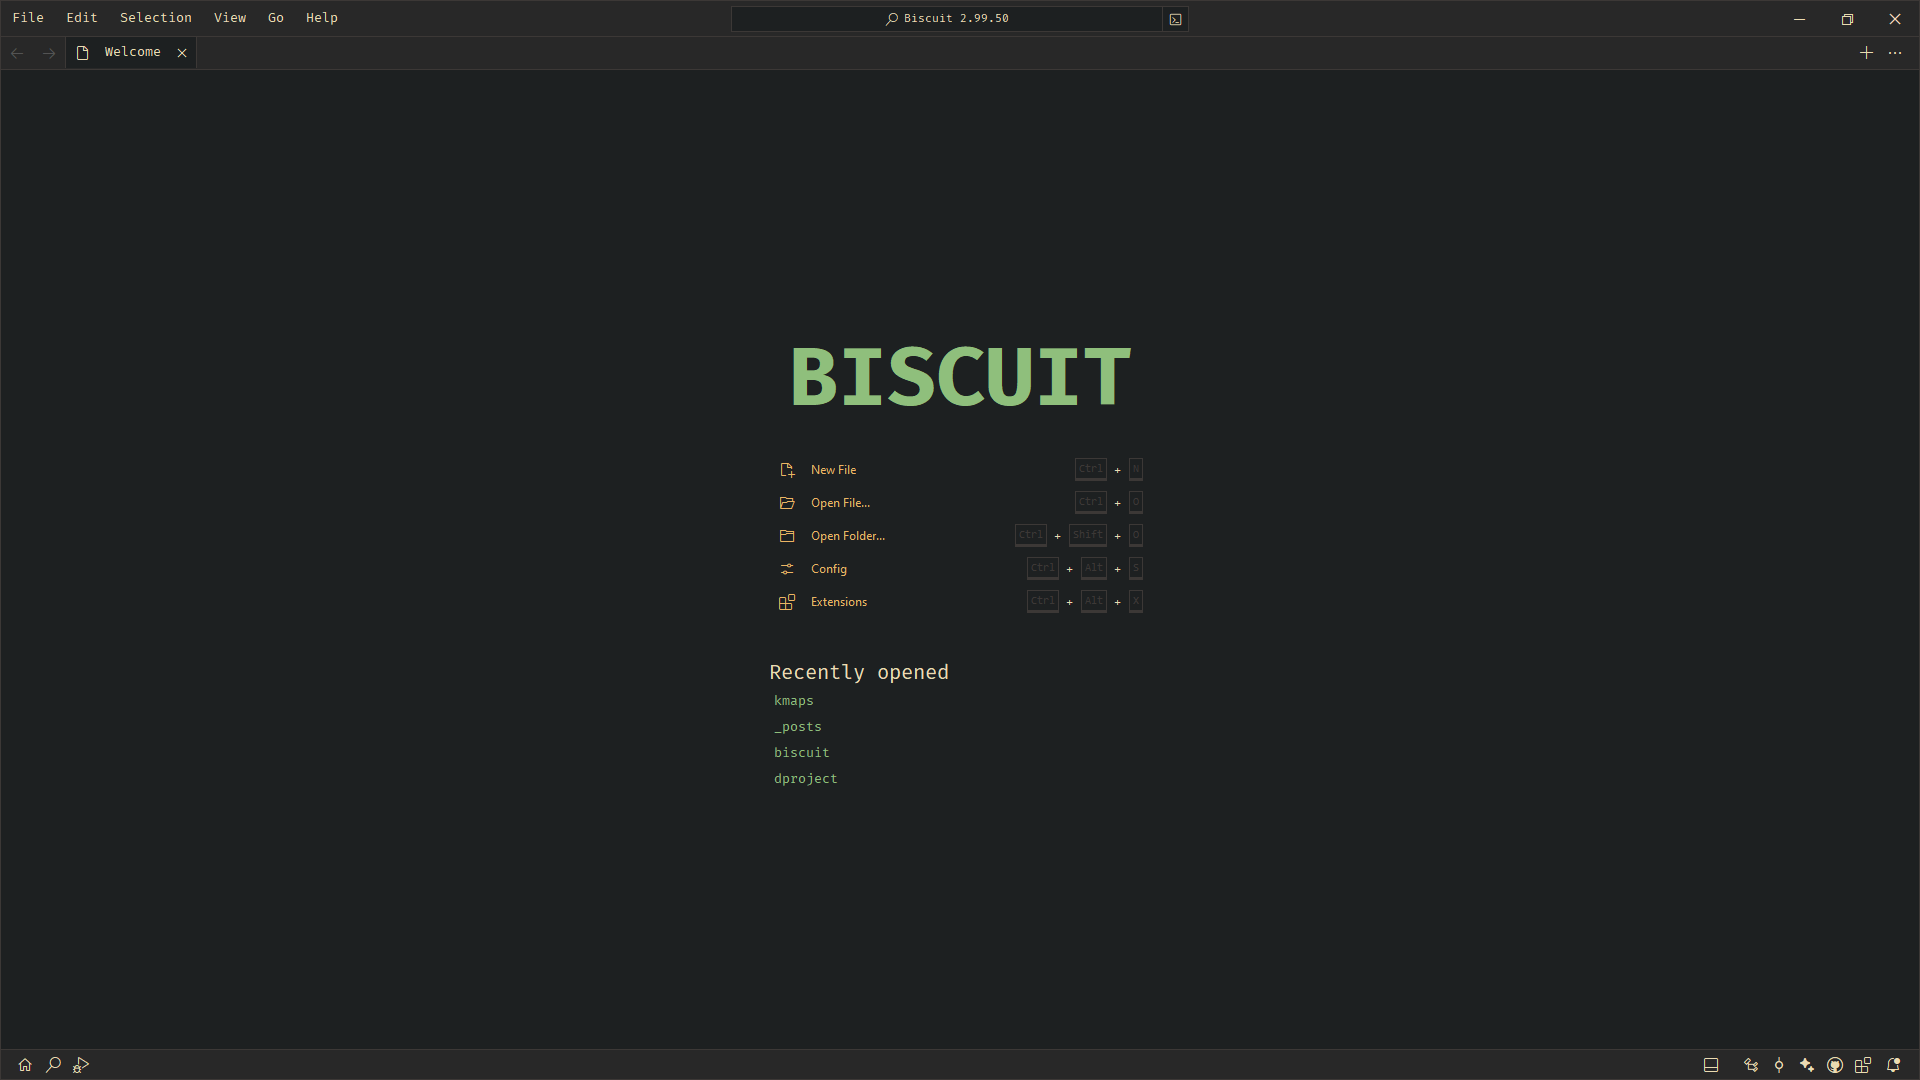 File Edit Selection View Go Help
Biscuit 2.99.50
Welcome
BISCUIT
New File Ctrl + N
Open File... Ctrl + O
Open Folder... Ctrl + Shift + O
Config Ctrl + Alt + S
Extensions Ctrl + Alt + X
Recently opened
kmaps
_posts
biscuit
dproject